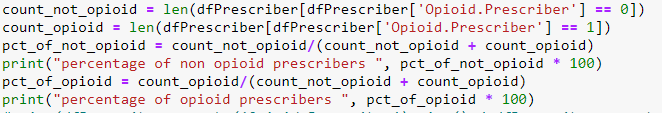 count_not_opioid = len(dfPrescriber[dfPrescriber['Opioid.Prescriber'] == 0])
count_opioid = len(dfPrescriber[dfPrescriber['Opioid.Prescriber'] == 1])
pct_of_not_opioid = count_not_opioid/(count_not_opioid + count_opioid)
print("percentage of non opioid prescribers ", pct_of_not_opioid * 100)
pct_of_opioid = count_opioid/(count_not_opioid + count_opioid)
print("percentage of opioid prescribers ", pct_of_opioid * 100)